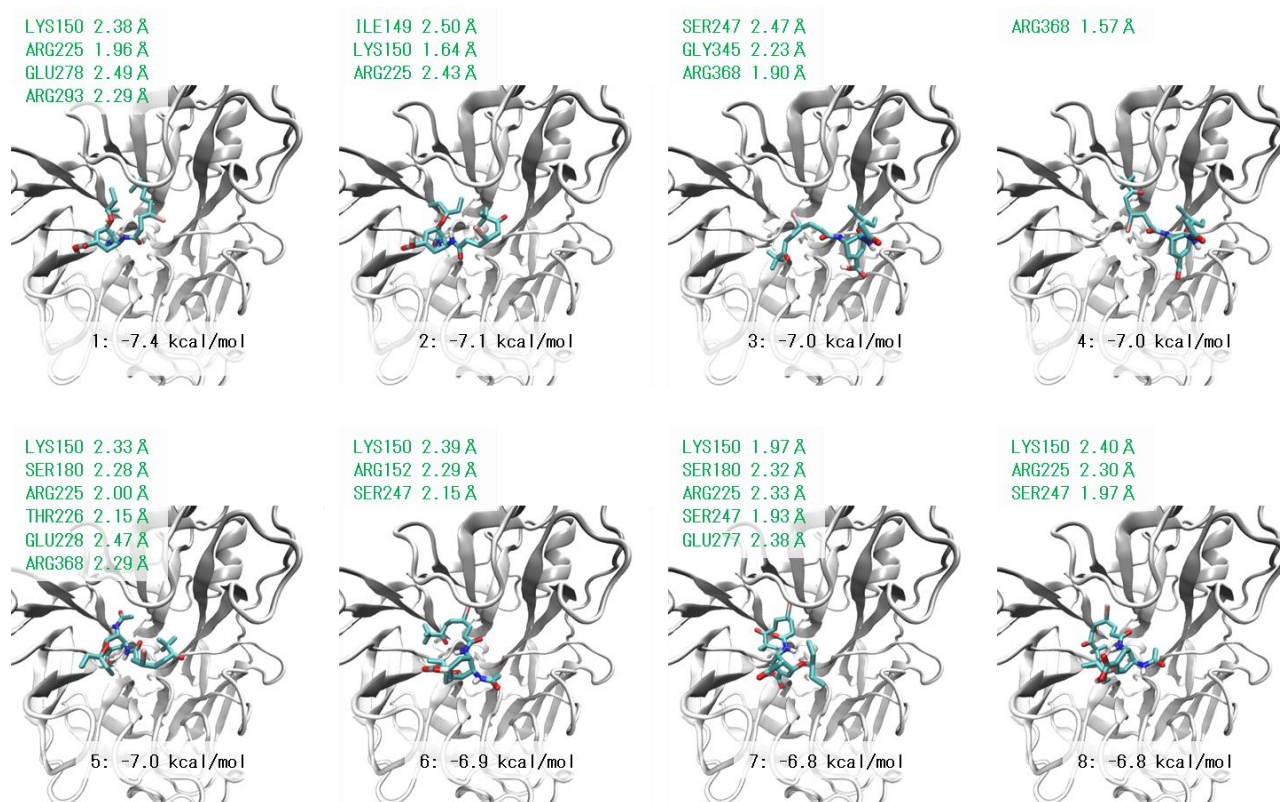 LYS150 2.38 Å
ARG225 1.96 Å
GLU278 2.49 Å
ARG293 2.29 Å
1: -7.4 kcal/mol
ILE149 2.50 Å
LYS150 1.64 Å
ARG225 2.43 Å
2: -7.1 kcal/mol
SER247 2.47 Å
GLY345 2.23 Å
ARG368 1.90 Å
3: -7.0 kcal/mol
ARG368 1.57 Å
4: -7.0 kcal/mol
LYS150 2.33 Å
SER180 2.28 Å
ARG225 2.00 Å
THR226 2.15 Å
GLU228 2.47 Å
ARG368 2.29 Å
5: -7.0 kcal/mol
LYS150 2.39 Å
ARG152 2.29 Å
SER247 2.15 Å
6: -6.9 kcal/mol
LYS150 1.97 Å
SER180 2.32 Å
ARG225 2.33 Å
SER247 1.93 Å
GLU277 2.38 Å
7: -6.8 kcal/mol
LYS150 2.40 Å
ARG225 2.30 Å
SER247 1.97 Å
8: -6.8 kcal/mol